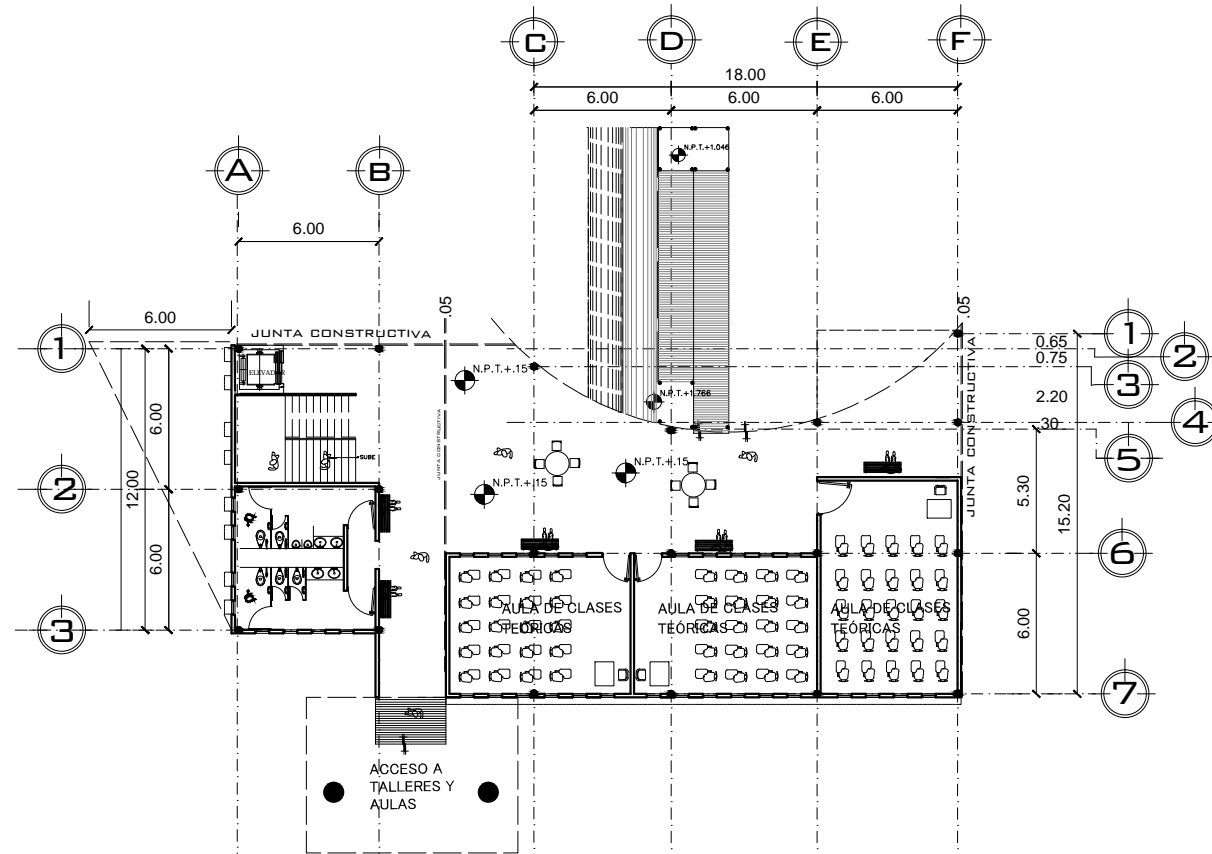 C
D
E
F
18.00
6.00
6.00
6.00
A
B
6.00
N.P.T.+1.046
6.00
JUNTA CONSTRUCTIVA
.05
.05
1
ELEVADOR
N.P.T.+.15
N.P.T.+1.766
1
0.65
2
0.75
3
2.20
4
.30
5
6.00
12.00
6.00
SUBE
JUNTA CONSTRUCTIVA
N.P.T.+.15
N.P.T.+.15
JUNTA CONSTRUCTIVA
5.30
15.20
2
6
6.00
3
7
AULA DE CLASES
TEÓRICAS
AULA DE CLASES
TEÓRICAS
AULA DE CLASES
TEÓRICAS
ACCESO A
TALLERES Y
AULAS